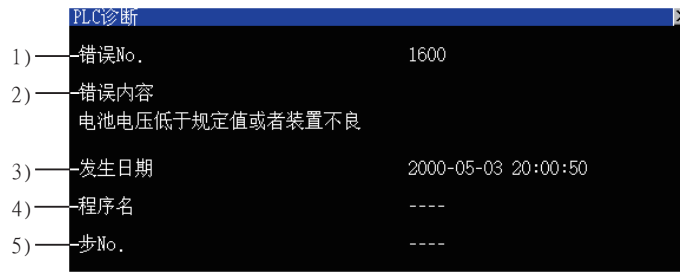 PLC诊断
1) 错误No. 1600
2) 错误内容
电池电压低于规定值或者装置不良
3) 发生日期 2000-05-03 20:00:50
4) 程序名 ----
5) 步No. ----